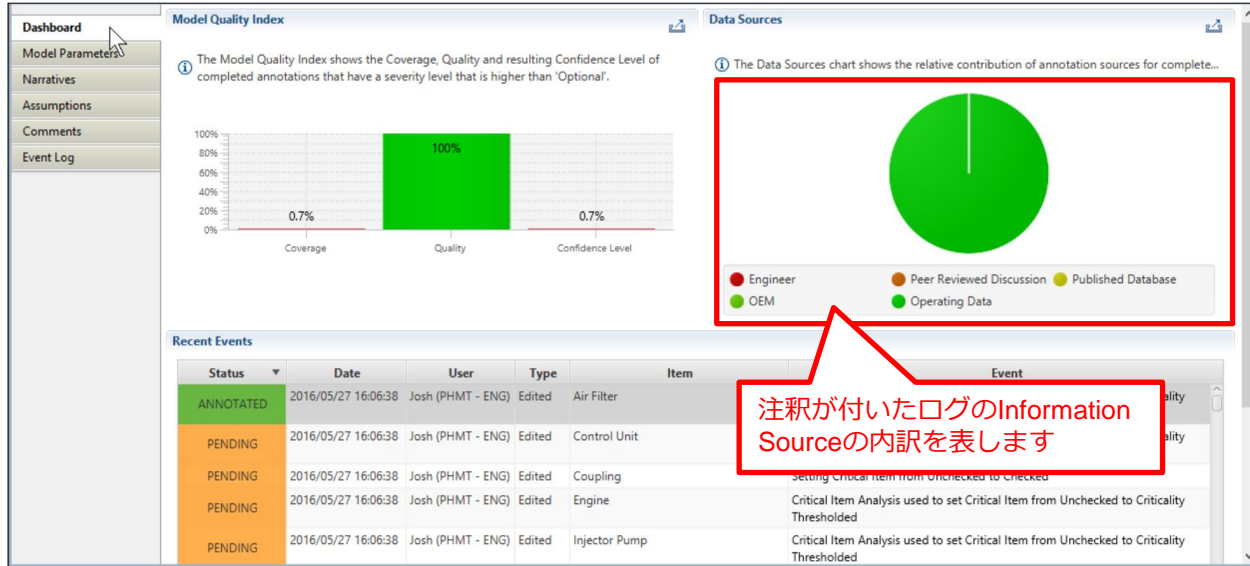 Dashboard
Model Parameters
Narratives
Assumptions
Comments
Event Log
Model Quality Index
The Model Quality Index shows the Coverage, Quality and resulting Confidence Level of
completed annotations that have a severity level that is higher than 'Optional'.
100%
80%
60%
40%
20%
0%
0.7%
100%
0.7%
Coverage
Quality
Confidence Level
Data Sources
The Data Sources chart shows the relative contribution of annotation sources for complete...
Engineer
Peer Reviewed Discussion
Published Database
OEM
Operating Data
注釈が付いたログのInformation
Sourceの内訳を表します
Recent Events
Status Date User Type Item Event
ANNOTATED 2016/05/27 16:06:38 Josh (PHMT - ENG) Edited Air Filter ality
PENDING 2016/05/27 16:06:38 Josh (PHMT - ENG) Edited Control Unit ality
PENDING 2016/05/27 16:06:38 Josh (PHMT - ENG) Edited Coupling Setting Critical Item from Unchecked to Checked
PENDING 2016/05/27 16:06:38 Josh (PHMT - ENG) Edited Engine Critical Item Analysis used to set Critical Item from Unchecked to Criticality
Thresholded
PENDING 2016/05/27 16:06:38 Josh (PHMT - ENG) Edited Injector Pump Critical Item Analysis used to set Critical Item from Unchecked to Criticality
Thresholded